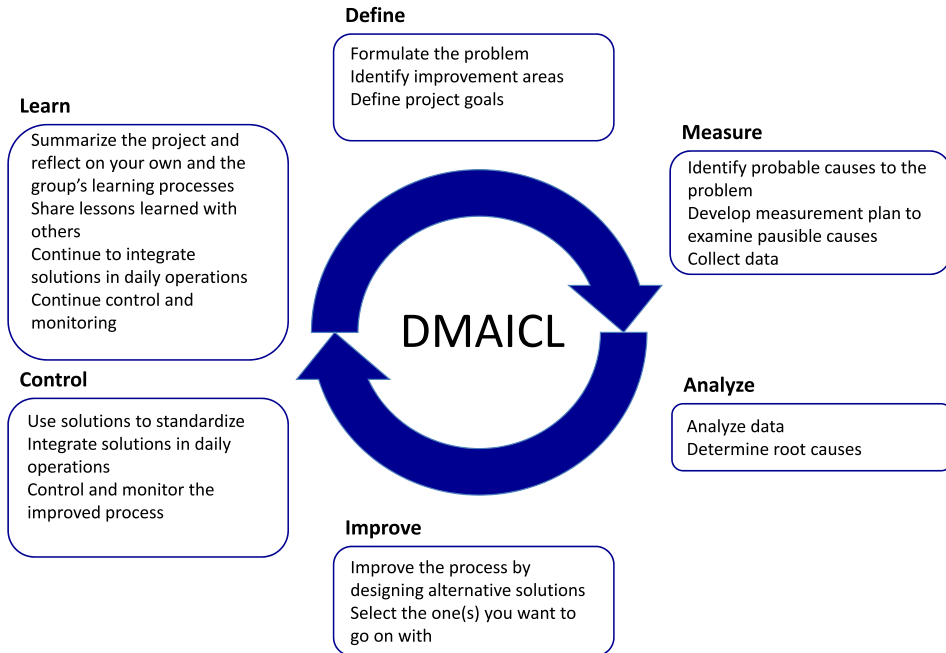 Define
Formulate the problem
Identify improvement areas
Define project goals
Measure
Identify probable causes to the
problem
Develop measurement plan to
examine pausible causes
Collect data
Analyze
Analyze data
Determine root causes
Improve
Improve the process by
designing alternative solutions
Select the one(s) you want to
go on with
Control
Use solutions to standardize
Integrate solutions in daily
operations
Control and monitor the
improved process
Learn
Summarize the project and
reflect on your own and the
group’s learning processes
Share lessons learned with
others
Continue to integrate
solutions in daily operations
Continue control and
monitoring
DMAICL